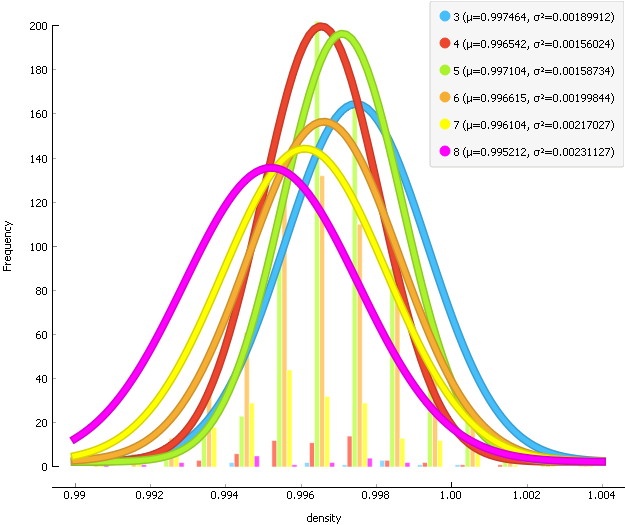 3 (μ=0.997464, σ²=0.00189912)
4 (μ=0.996542, σ²=0.00156024)
5 (μ=0.997104, σ²=0.00158734)
6 (μ=0.996615, σ²=0.00199844)
7 (μ=0.996104, σ²=0.00217027)
8 (μ=0.995212, σ²=0.00231127)
200
180
160
140
120
100
80
60
40
20
0
Frequency
0.99 0.992 0.994 0.996 0.998 1.00 1.002 1.004
density